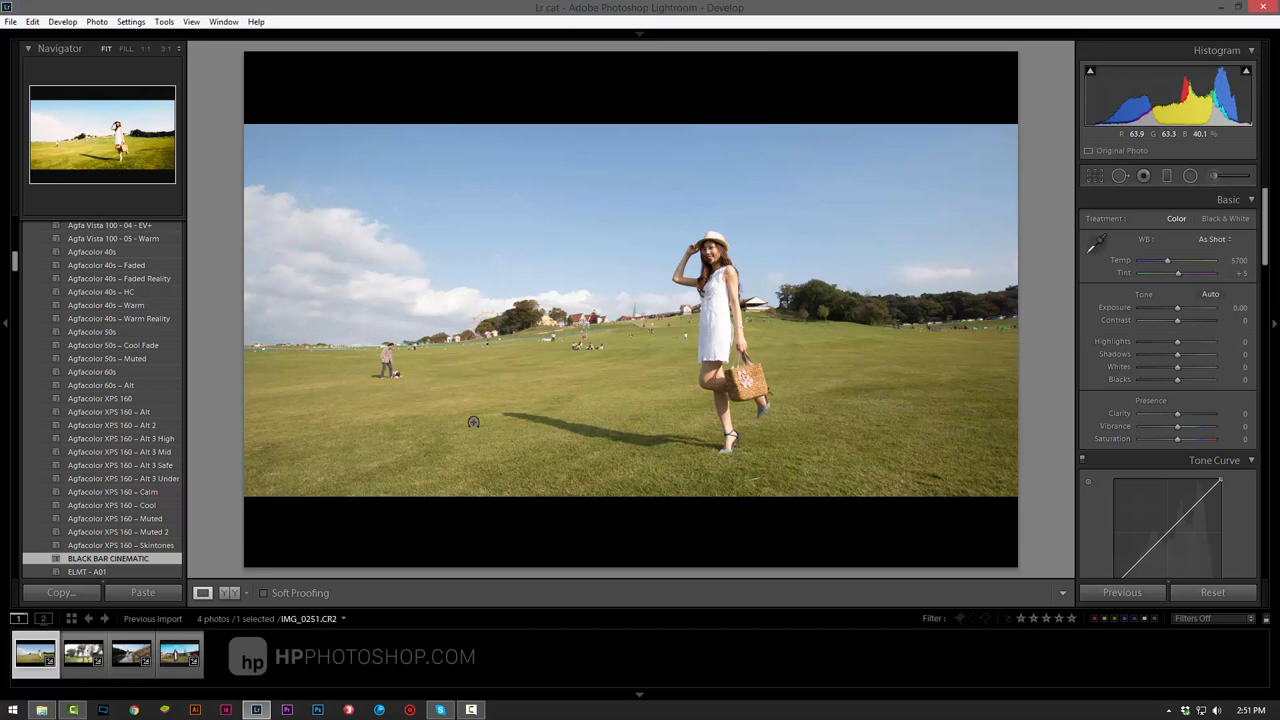 Lr cat - Adobe Photoshop Lightroom - Develop
File Edit Develop Photo Settings Tools View Window Help
Navigator FIT FILL 1:1 3:1
Agfa Vista 100 - 04 - EV+
Agfa Vista 100 - 05 - Warm
Agfacolor 40s
Agfacolor 40s – Faded
Agfacolor 40s – Faded Reality
Agfacolor 40s – HC
Agfacolor 40s – Warm
Agfacolor 40s – Warm Reality
Agfacolor 50s
Agfacolor 50s – Cool Fade
Agfacolor 50s – Muted
Agfacolor 60s
Agfacolor 60s – Alt
Agfacolor XPS 160
Agfacolor XPS 160 – Alt
Agfacolor XPS 160 – Alt 2
Agfacolor XPS 160 – Alt 3 High
Agfacolor XPS 160 – Alt 3 Mid
Agfacolor XPS 160 – Alt 3 Safe
Agfacolor XPS 160 – Alt 3 Under
Agfacolor XPS 160 – Calm
Agfacolor XPS 160 – Cool
Agfacolor XPS 160 – Muted
Agfacolor XPS 160 – Muted 2
Agfacolor XPS 160 – Skintones
BLACK BAR CINEMATIC
ELMT - A01
Copy... Paste
Soft Proofing
Histogram
R 63.9 G 63.3 B 40.1 %
Original Photo
Basic
Treatment : Color Black & White
WB : As Shot
Temp 5700
Tint + 5
Tone Auto
Exposure 0.00
Contrast 0
Highlights 0
Shadows 0
Whites 0
Blacks 0
Presence
Clarity 0
Vibrance 0
Saturation 0
Tone Curve
Previous Reset
1 2 Previous Import 4 photos /1 selected /IMG_0251.CR2
Filter : Filters Off
hp HPPHOTOSHOP.COM
2:51 PM